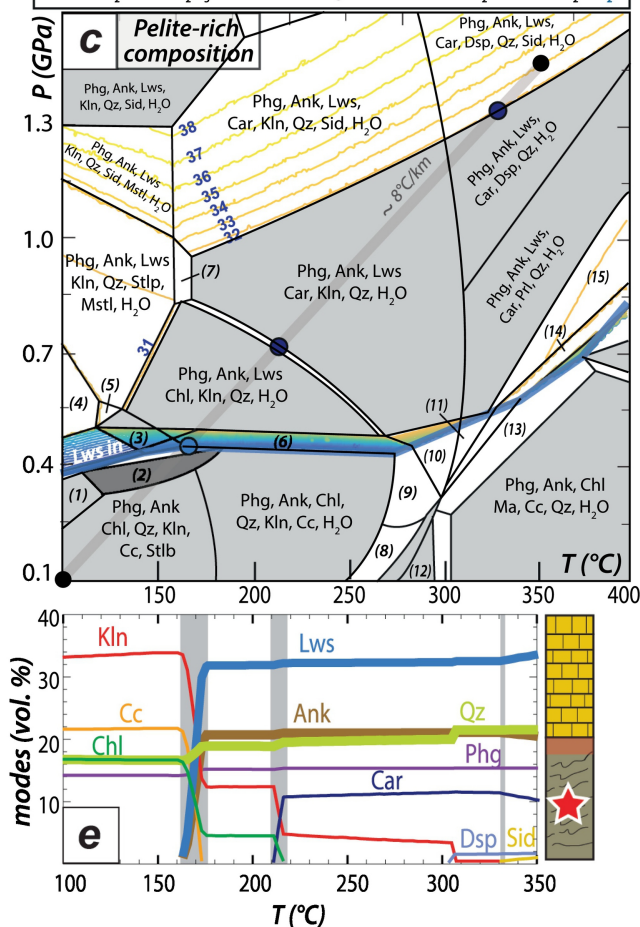 c
Pelite-rich
composition
P (GPa)
Phg, Ank, Lws,
Car, Dsp, Qz, Sid, H2O
Phg, Ank, Lws,
Kln, Qz, Sid, H2O
Phg, Ank, Lws,
Car, Kln, Qz, Sid, H2O
38
37
36
35
34
33
32
1.3
Phg, Ank, Lws
Kln, Qz, Sid, Mstl, H2O
Phg, Ank, Lws,
Car, Dsp, Qz, H2O
~ 8°C/km
1.0
Phg, Ank, Lws
Kln, Qz, Stlp,
Mstl, H2O
(7)
Phg, Ank, Lws
Car, Kln, Qz, H2O
Phg, Ank, Lws,
Car, Prl, Qz, H2O
(15)
(14)
31
0.7
Phg, Ank, Lws
Chl, Kln, Qz, H2O
(4)
(5)
(11)
(3)
(6)
(10)
(13)
Lws in
0.4
(2)
(1)
(9)
Phg, Ank
Chl, Qz, Kln,
Cc, Stlb
Phg, Ank, Chl,
Qz, Kln, Cc, H2O
Phg, Ank, Chl
Ma, Cc, Qz, H2O
(8)
(12)
0.1
T (°C)
150
200
250
300
350
400
40
Kln
Lws
30
modes (vol. %)
Cc
Ank
Qz
20
Chl
Phg
Car
10
e
Dsp
Sid
100
150
200
250
300
350
T (°C)